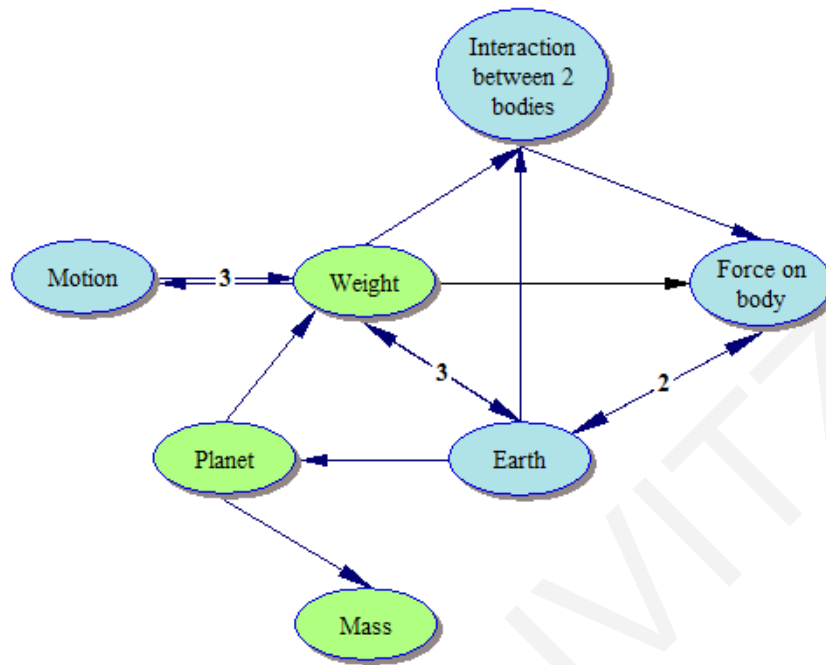 Interaction
between 2
bodies
Motion
3
Weight
Force on
body
3
2
Planet
Earth
Mass